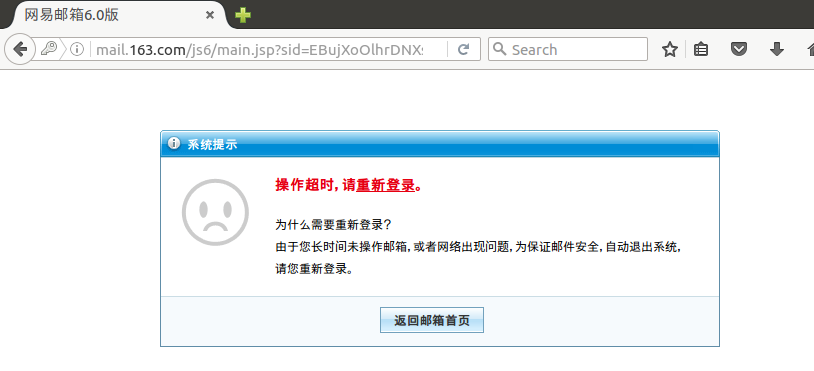 网易邮箱6.0版
mail.163.com/js6/main.jsp?sid=EBujXoOlhrDNX
Search
系统提示
操作超时,请重新登录。
为什么需要重新登录?
由于您长时间未操作邮箱,或者网络出现问题,为保证邮件安全,自动退出系统,
请您重新登录。
返回邮箱首页